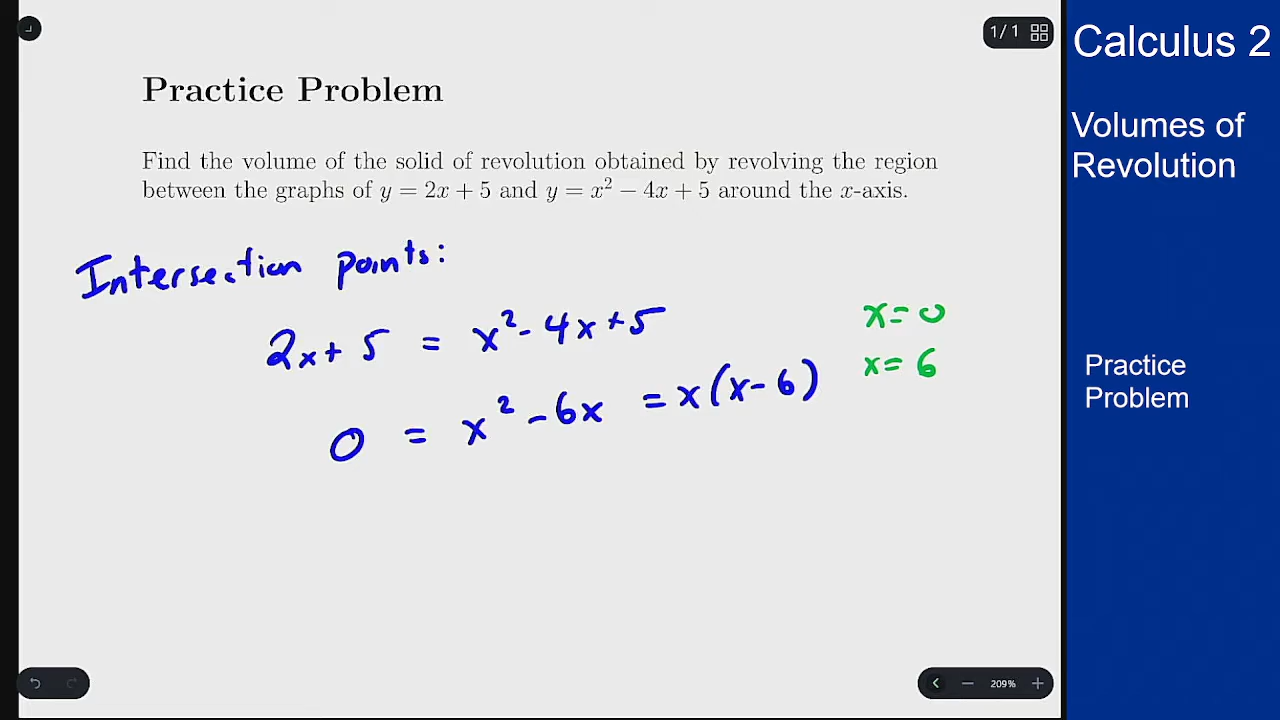 1/1
Practice Problem
Find the volume of the solid of revolution obtained by revolving the region
between the graphs of y = 2x + 5 and y = x² − 4x + 5 around the x-axis.
Intersection points:
2x + 5 = x² - 4x + 5
0 = x² - 6x = x(x - 6)
x = 0
x = 6
209%
Calculus 2
Volumes of
Revolution
Practice
Problem